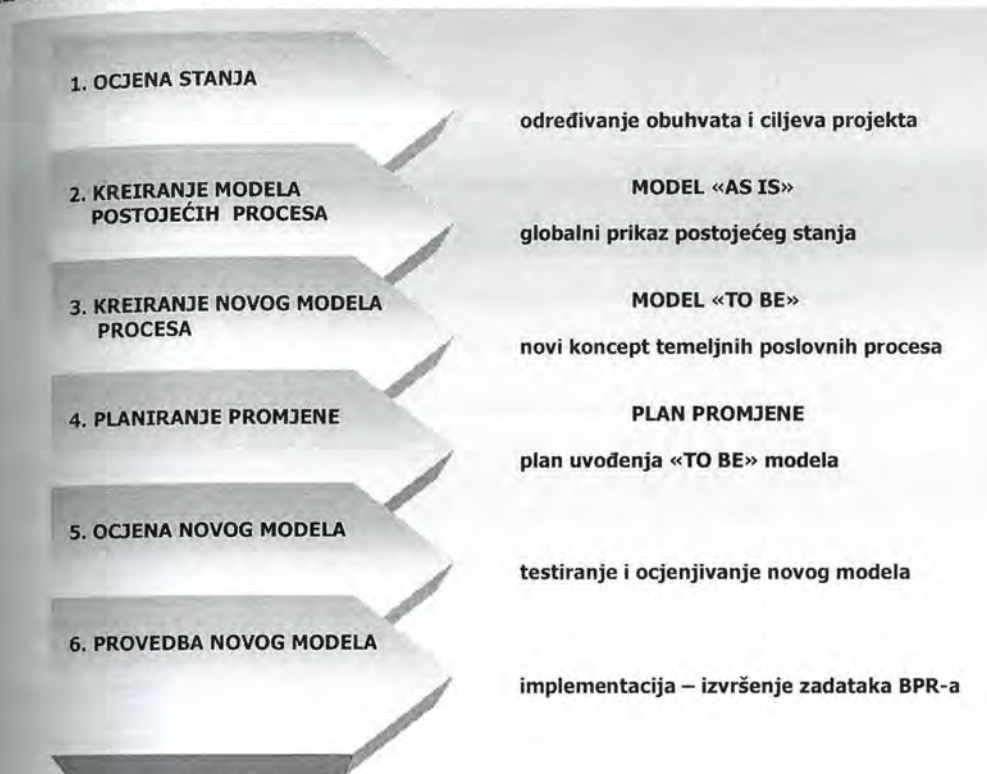 1. OCJENA STANJA
određivanje obuhvata i ciljeva projekta
2. KREIRANJE MODELA
POSTOJEĆIH PROCESA
MODEL «AS IS»
globalni prikaz postojećeg stanja
3. KREIRANJE NOVOG MODELA
PROCESA
MODEL «TO BE»
novi koncept temeljnih poslovnih procesa
4. PLANIRANJE PROMJENE
PLAN PROMJENE
plan uvođenja «TO BE» modela
5. OCJENA NOVOG MODELA
testiranje i ocjenjivanje novog modela
6. PROVEDBA NOVOG MODELA
implementacija – izvršenje zadataka BPR-a